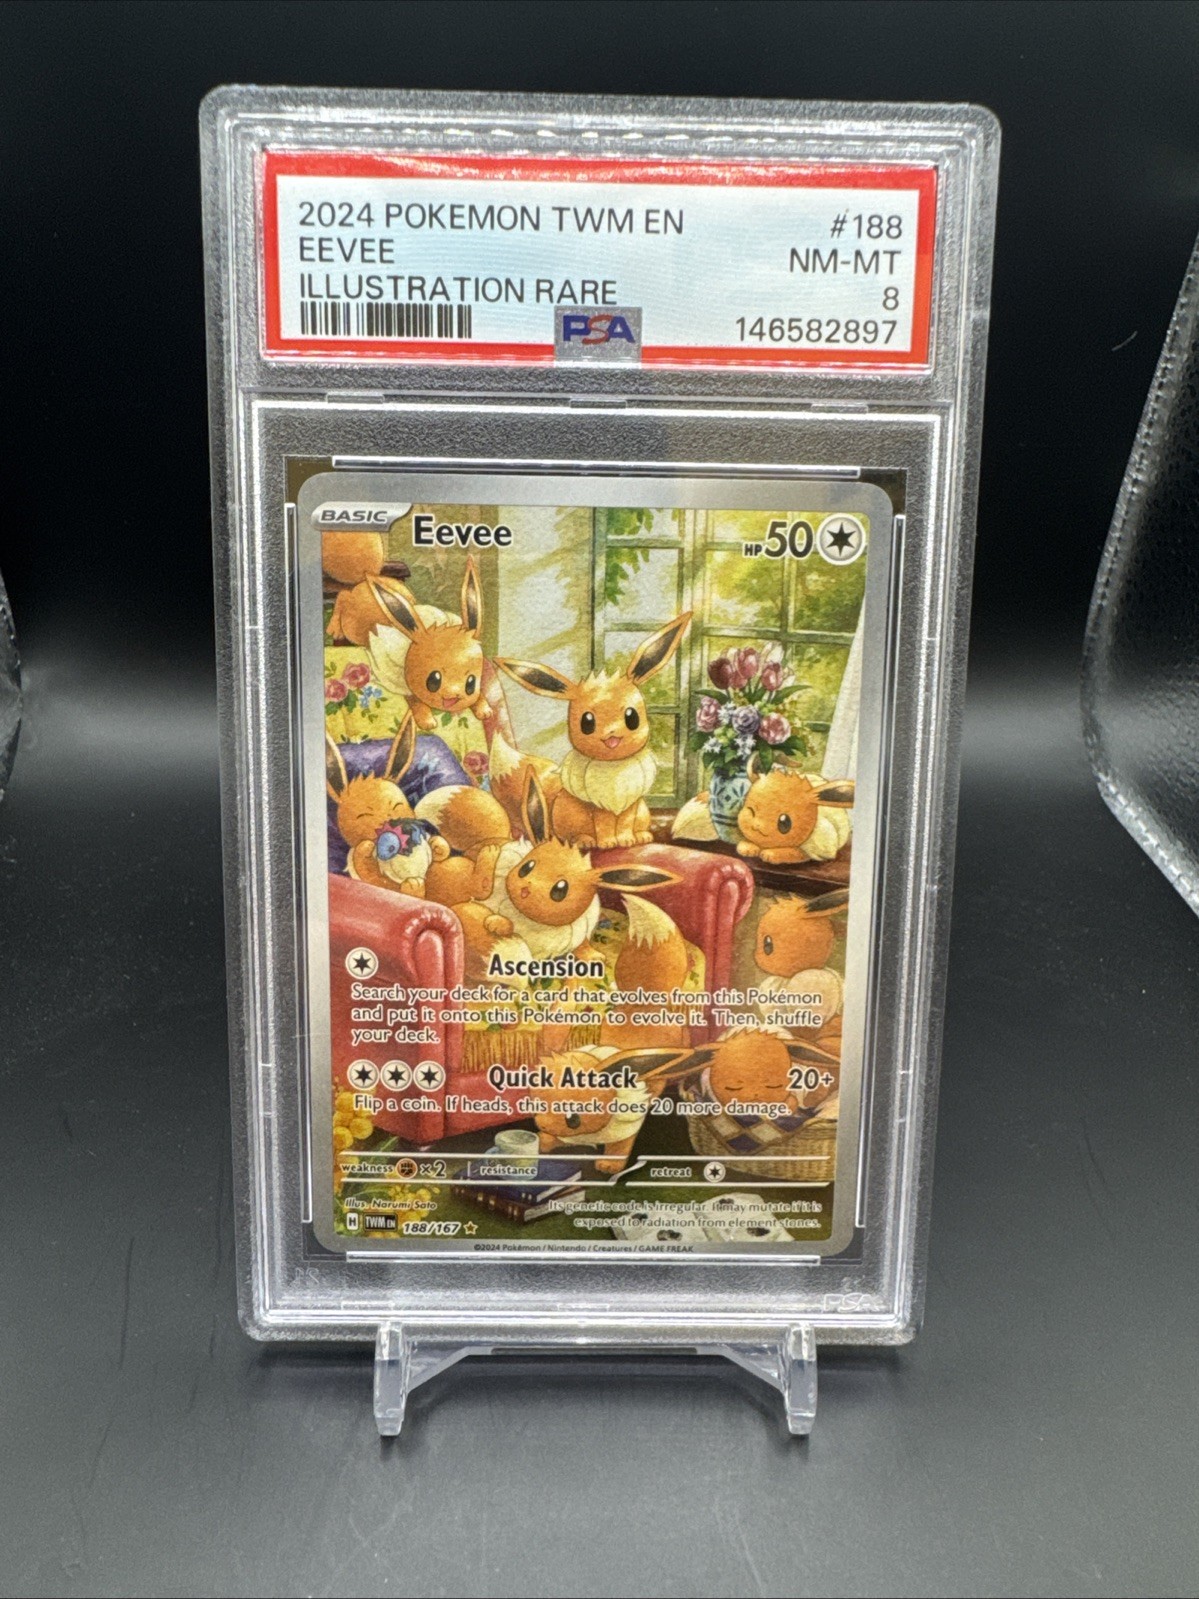 2024 POKEMON TWM EN
#188
EEVEE
NM-MT
ILLUSTRATION RARE
8
PSA
146582897
BASIC
Eevee
HP 50
Ascension
Search your deck for a card that evolves from this Pokémon
and put it onto this Pokémon to evolve it. Then, shuffle
your deck.
Quick Attack 20+
Flip a coin. If heads, this attack does 20 more damage.
weakness ×2 resistance retreat
Illus. Narumi Sato
Its genetic code is irregular. It may mutate if it is
exposed to radiation from element stones.
H TWM EN 188/167
©2024 Pokémon / Nintendo / Creatures / GAME FREAK
PSA